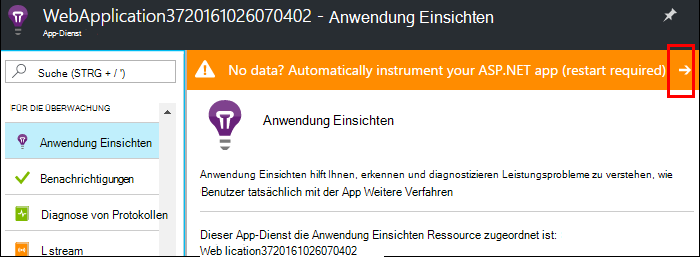 WebApplication3720161026070402 - Anwendung Einsichten
App-Dienst
Suche (STRG + / ')
FÜR DIE ÜBERWACHUNG
Anwendung Einsichten
Benachrichtigungen
Diagnose von Protokollen
L stream
No data? Automatically instrument your ASP.NET app (restart required)
Anwendung Einsichten
Anwendung Einsichten hilft Ihnen, erkennen und diagnostizieren Leistungsprobleme zu verstehen, wie
Benutzer tatsächlich mit der App Weitere Verfahren
Dieser App-Dienst die Anwendung Einsichten Ressource zugeordnet ist:
Web lication3720161026070402